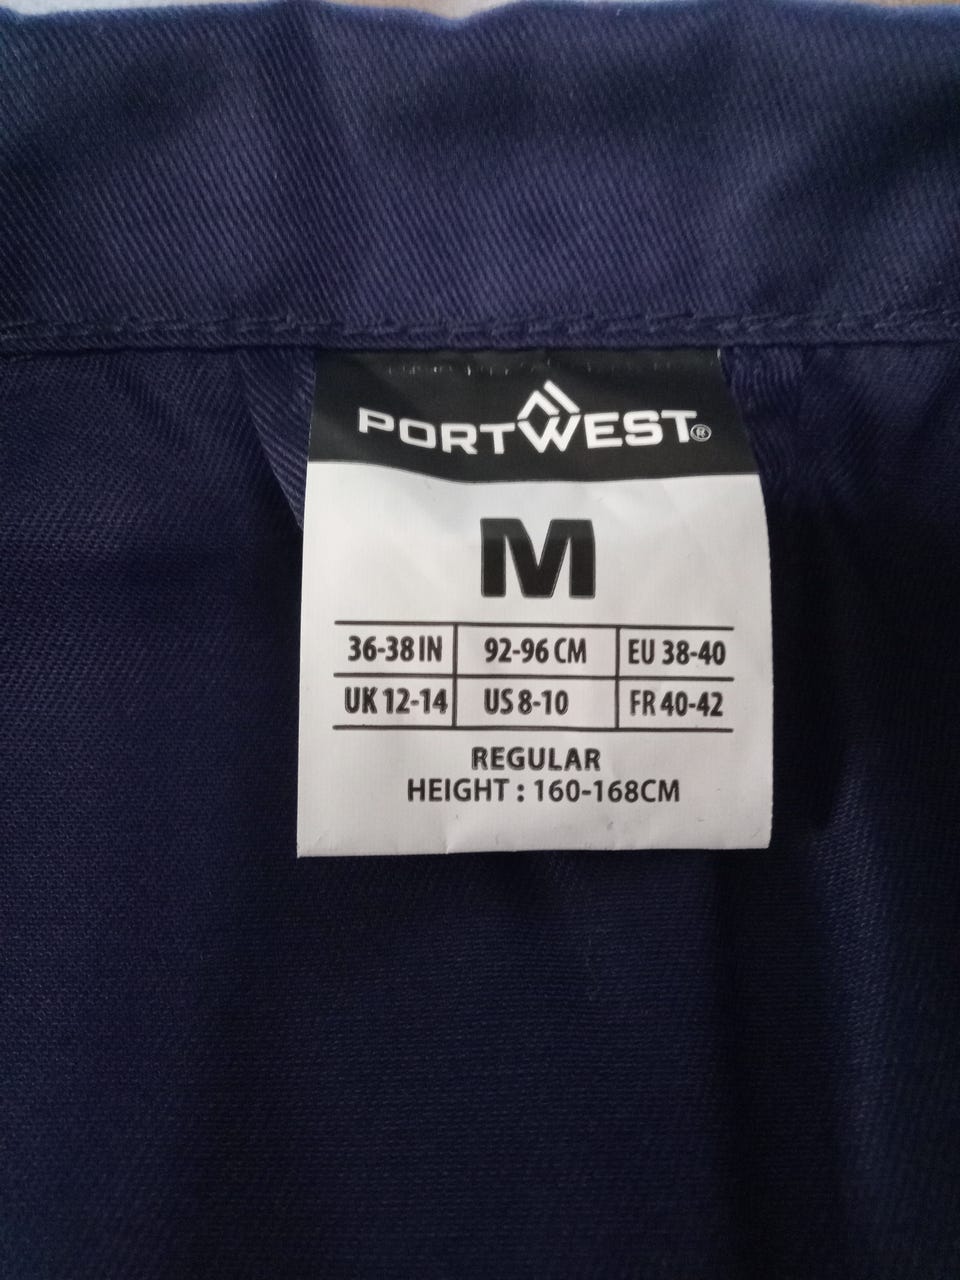 PORTWEST®
M
36-38 IN 92-96 CM EU 38-40
UK 12-14 US 8-10 FR 40-42
REGULAR
HEIGHT : 160-168CM